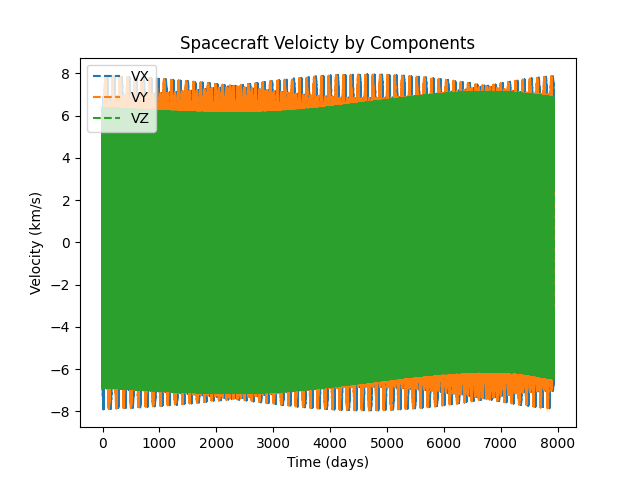 Spacecraft Veloicty by Components
VX
VY
VZ
8
6
4
2
0
−2
−4
−6
−8
Velocity (km/s)
0 1000 2000 3000 4000 5000 6000 7000 8000
Time (days)